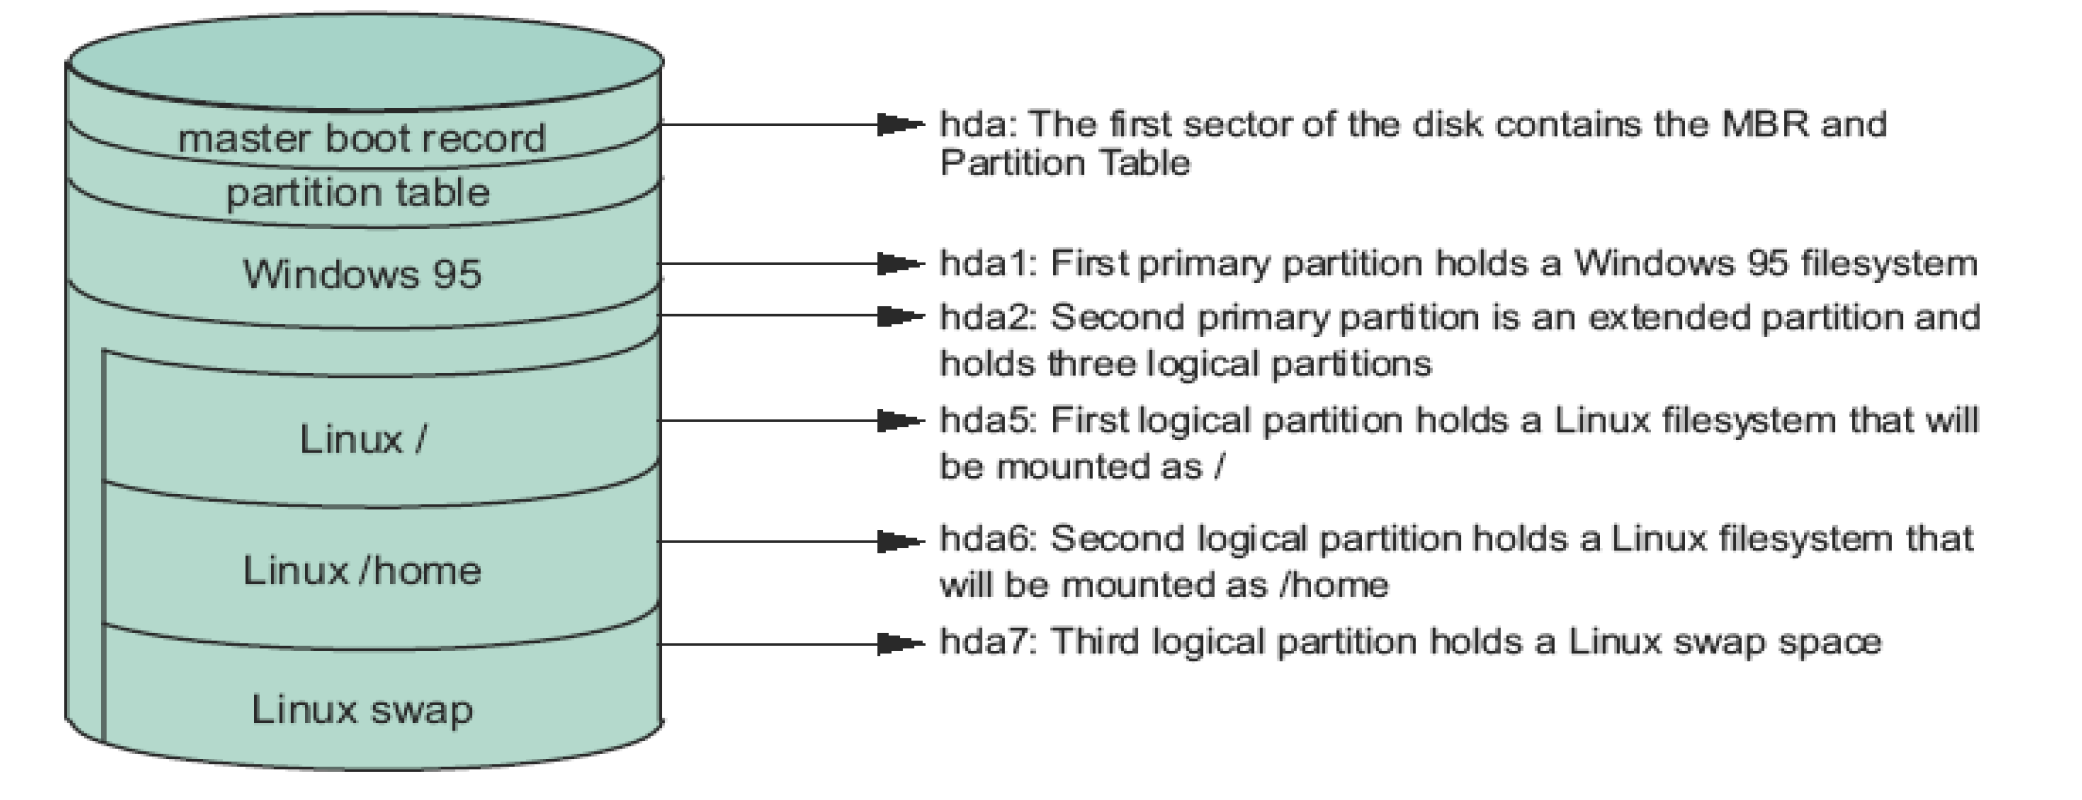 master boot record
partition table
Windows 95
Linux /
Linux /home
Linux swap
hda: The first sector of the disk contains the MBR and
Partition Table
hda1: First primary partition holds a Windows 95 filesystem
hda2: Second primary partition is an extended partition and
holds three logical partitions
hda5: First logical partition holds a Linux filesystem that will
be mounted as /
hda6: Second logical partition holds a Linux filesystem that
will be mounted as /home
hda7: Third logical partition holds a Linux swap space